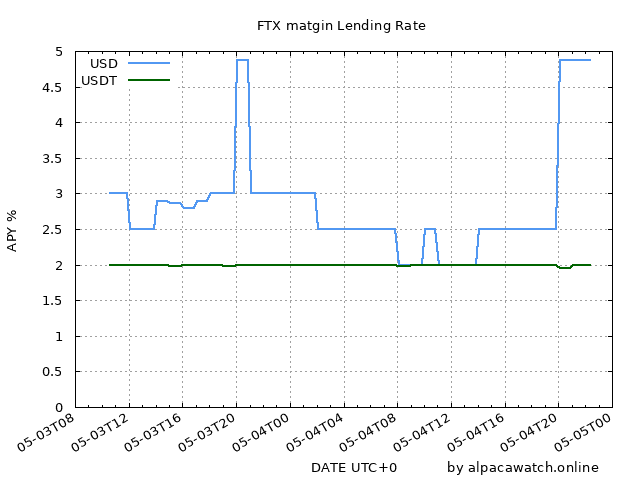 FTX matgin Lending Rate
USD
USDT
5
4.5
4
3.5
3
2.5
2
1.5
1
0.5
0
APY %
05-03T08
05-03T12
05-03T16
05-03T20
05-04T00
05-04T04
05-04T08
05-04T12
05-04T16
05-04T20
05-05T00
DATE UTC+0
by alpacawatch.online